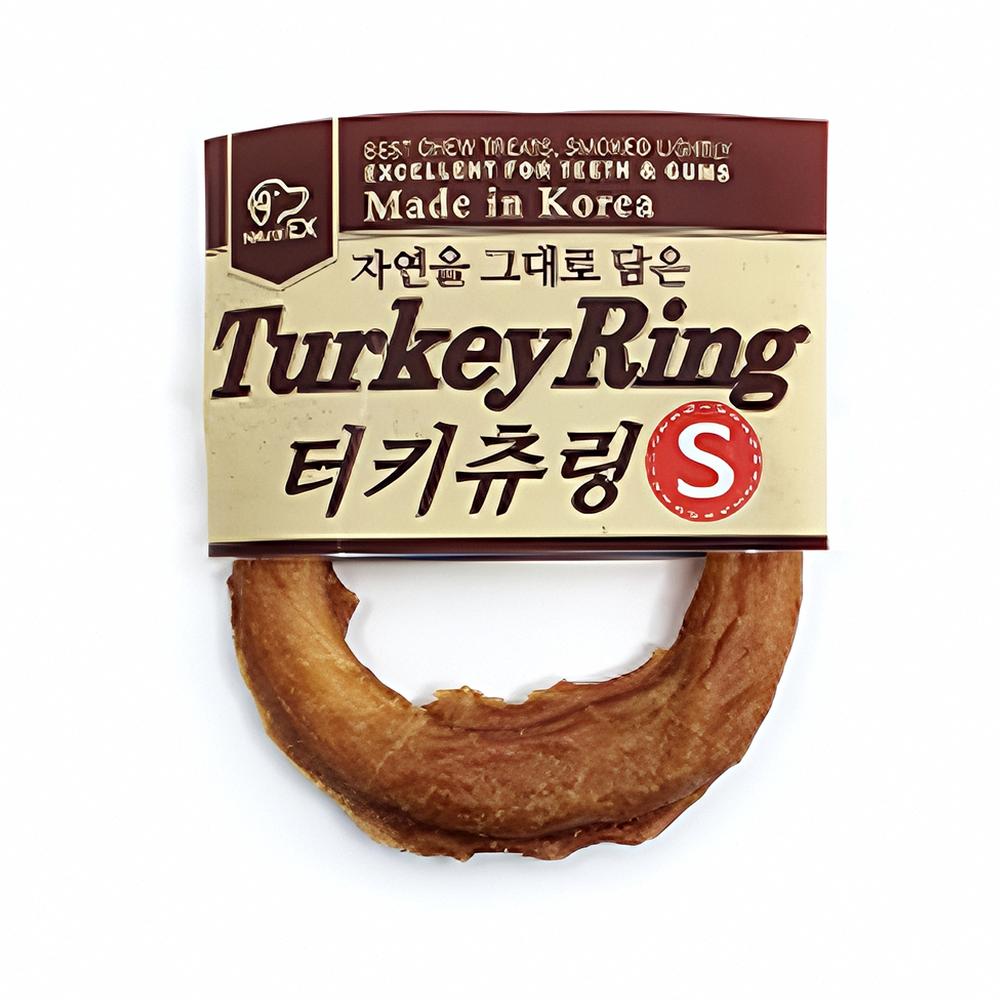 BEST CHEW TREATS, SMOKED LIGHTLY
EXCELLENT FOR TEETH & GUMS
Made in Korea
자연을 그대로 담은
TurkeyRing
터키츄링 S